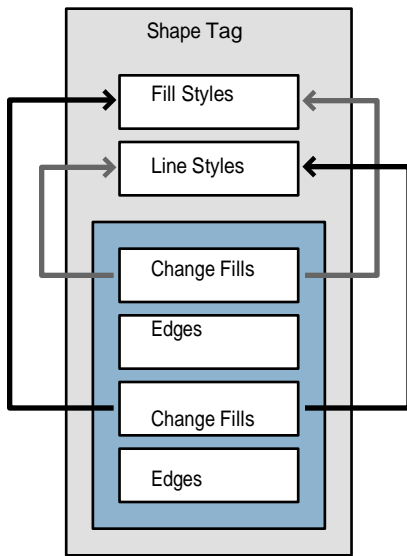 Shape Tag
Fill Styles
Line Styles
Change Fills
Edges
Change Fills
Edges